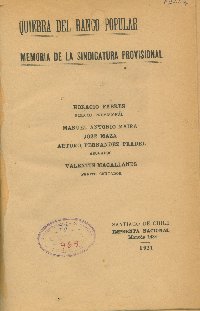 QUIEBRA DEL BANCO POPULAR
MEMORIA DE LA SINDICATURA PROVISIONAL
HORACIO FABRES
MANUEL ANTONIO MAIRA
JOSE MAZA
ARTURO FERNANDEZ PRADEL
VALENTIN MAGALLANES
SANTIAGO DE CHILE
IMPRENTA NACIONAL
1921